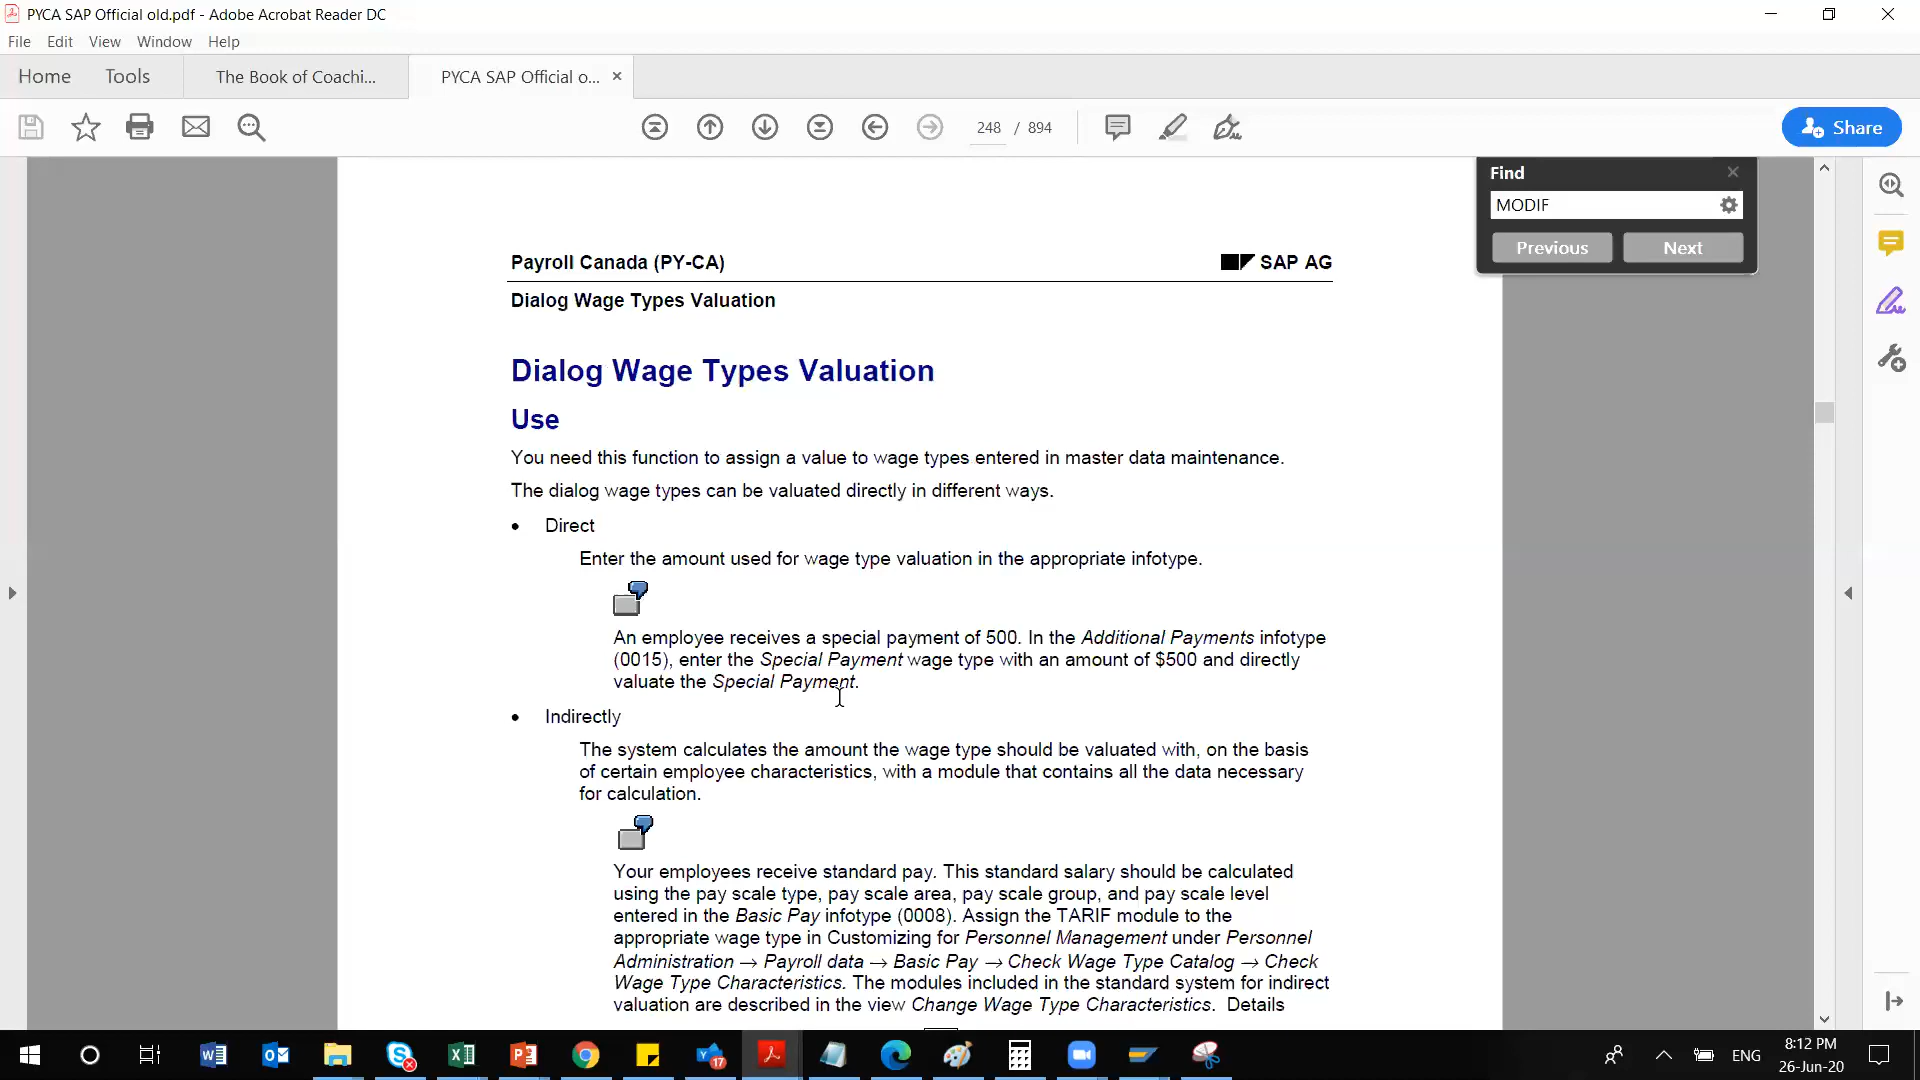 PYCA SAP Official old.pdf - Adobe Acrobat Reader DC
File Edit View Window Help
Home Tools The Book of Coachi... PYCA SAP Official o... ×
248 / 894
Share
Find
MODIF
Previous Next
Payroll Canada (PY-CA) SAP AG
Dialog Wage Types Valuation
Dialog Wage Types Valuation
Use
You need this function to assign a value to wage types entered in master data maintenance.
The dialog wage types can be valuated directly in different ways.
• Direct
Enter the amount used for wage type valuation in the appropriate infotype.
An employee receives a special payment of 500. In the Additional Payments infotype
(0015), enter the Special Payment wage type with an amount of $500 and directly
valuate the Special Payment.
• Indirectly
The system calculates the amount the wage type should be valuated with, on the basis
of certain employee characteristics, with a module that contains all the data necessary
for calculation.
Your employees receive standard pay. This standard salary should be calculated
using the pay scale type, pay scale area, pay scale group, and pay scale level
entered in the Basic Pay infotype (0008). Assign the TARIF module to the
appropriate wage type in Customizing for Personnel Management under Personnel
Administration → Payroll data → Basic Pay → Check Wage Type Catalog → Check
Wage Type Characteristics. The modules included in the standard system for indirect
valuation are described in the view Change Wage Type Characteristics. Details
17
ENG
8:12 PM
26-Jun-20